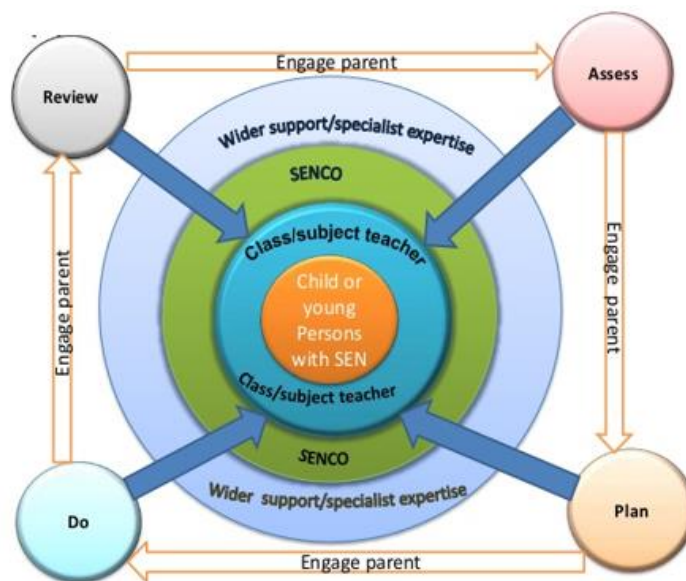 Engage parent
Review
Assess
Wider support/specialist expertise
SENCO
Class/subject teacher
Child or
young
Persons
with SEN
Engage parent
Engage parent
Class/subject teacher
SENCO
Wider support/specialist expertise
Do
Plan
Engage parent